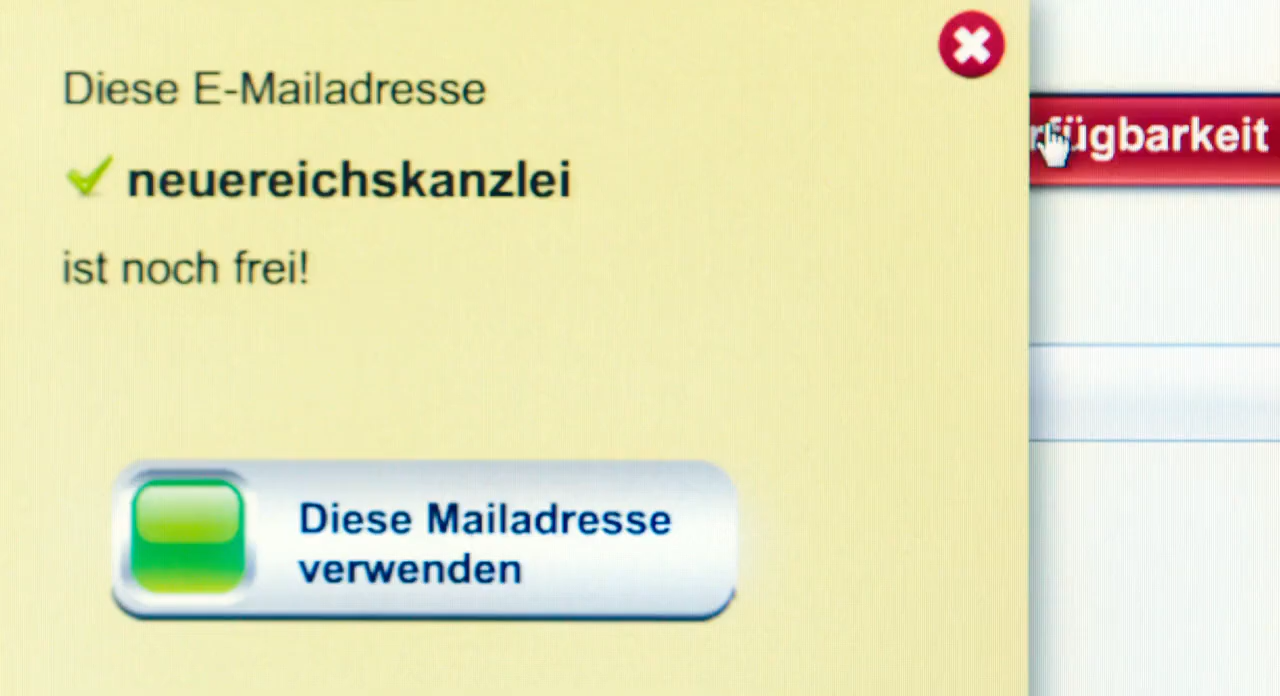 Diese E-Mailadresse
neuereichskanzlei
ist noch frei!
rfügbarkeit
Diese Mailadresse
verwenden